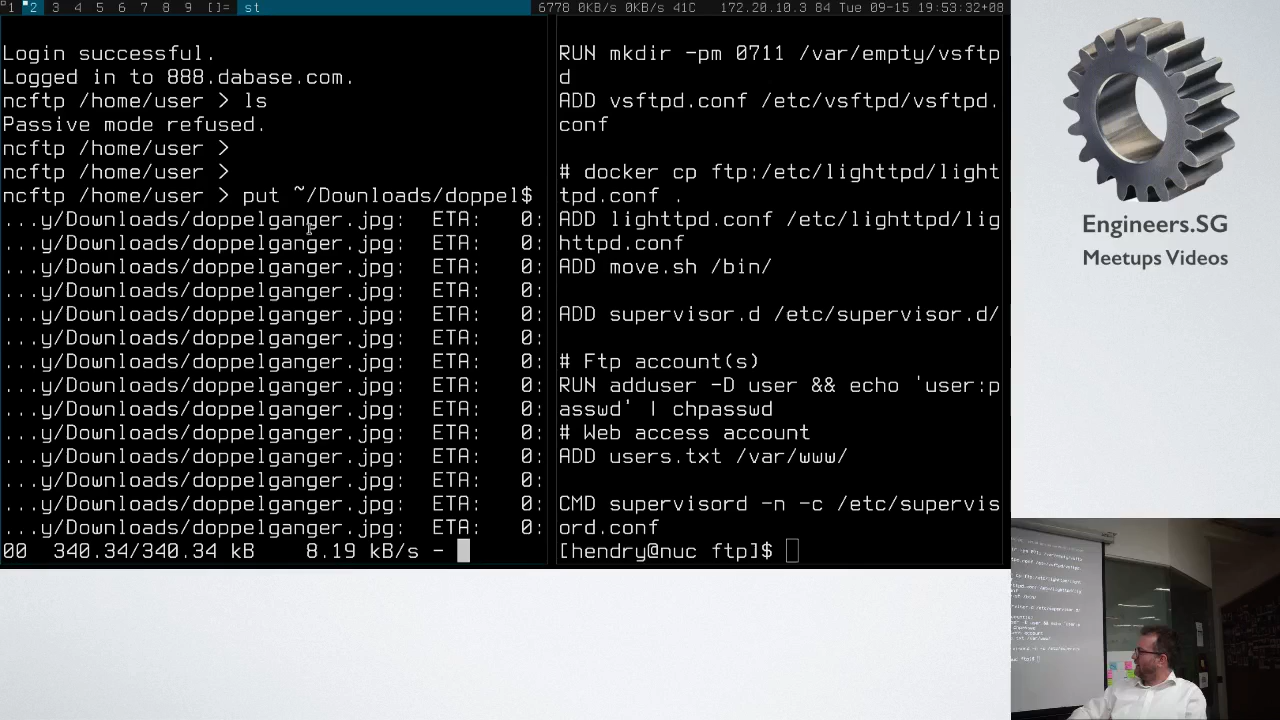 1 2 3 4 5 6 7 8 9 []= st 6778 0KB/s 0KB/s 41C 172.20.10.3 84 Tue 09-15 19:53:32+08
Login successful.
Logged in to 888.dabase.com.
ncftp /home/user > ls
Passive mode refused.
ncftp /home/user >
ncftp /home/user >
ncftp /home/user > put ~/Downloads/doppel$
...y/Downloads/doppelganger.jpg: ETA: 0:
...y/Downloads/doppelganger.jpg: ETA: 0:
...y/Downloads/doppelganger.jpg: ETA: 0:
...y/Downloads/doppelganger.jpg: ETA: 0:
...y/Downloads/doppelganger.jpg: ETA: 0:
...y/Downloads/doppelganger.jpg: ETA: 0:
...y/Downloads/doppelganger.jpg: ETA: 0:
...y/Downloads/doppelganger.jpg: ETA: 0:
...y/Downloads/doppelganger.jpg: ETA: 0:
...y/Downloads/doppelganger.jpg: ETA: 0:
...y/Downloads/doppelganger.jpg: ETA: 0:
...y/Downloads/doppelganger.jpg: ETA: 0:
...y/Downloads/doppelganger.jpg: ETA: 0:
...y/Downloads/doppelganger.jpg: ETA: 0:
00 340.34/340.34 kB 8.19 kB/s -
RUN mkdir -pm 0711 /var/empty/vsftp
d
ADD vsftpd.conf /etc/vsftpd/vsftpd.
conf
# docker cp ftp:/etc/lighttpd/light
tpd.conf .
ADD lighttpd.conf /etc/lighttpd/lig
httpd.conf
ADD move.sh /bin/
ADD supervisor.d /etc/supervisor.d/
# Ftp account(s)
RUN adduser -D user && echo 'user:p
asswd' | chpasswd
# Web access account
ADD users.txt /var/www/
CMD supervisord -n -c /etc/supervis
ord.conf
[hendry@nuc ftp]$
Engineers.SG
Meetups Videos